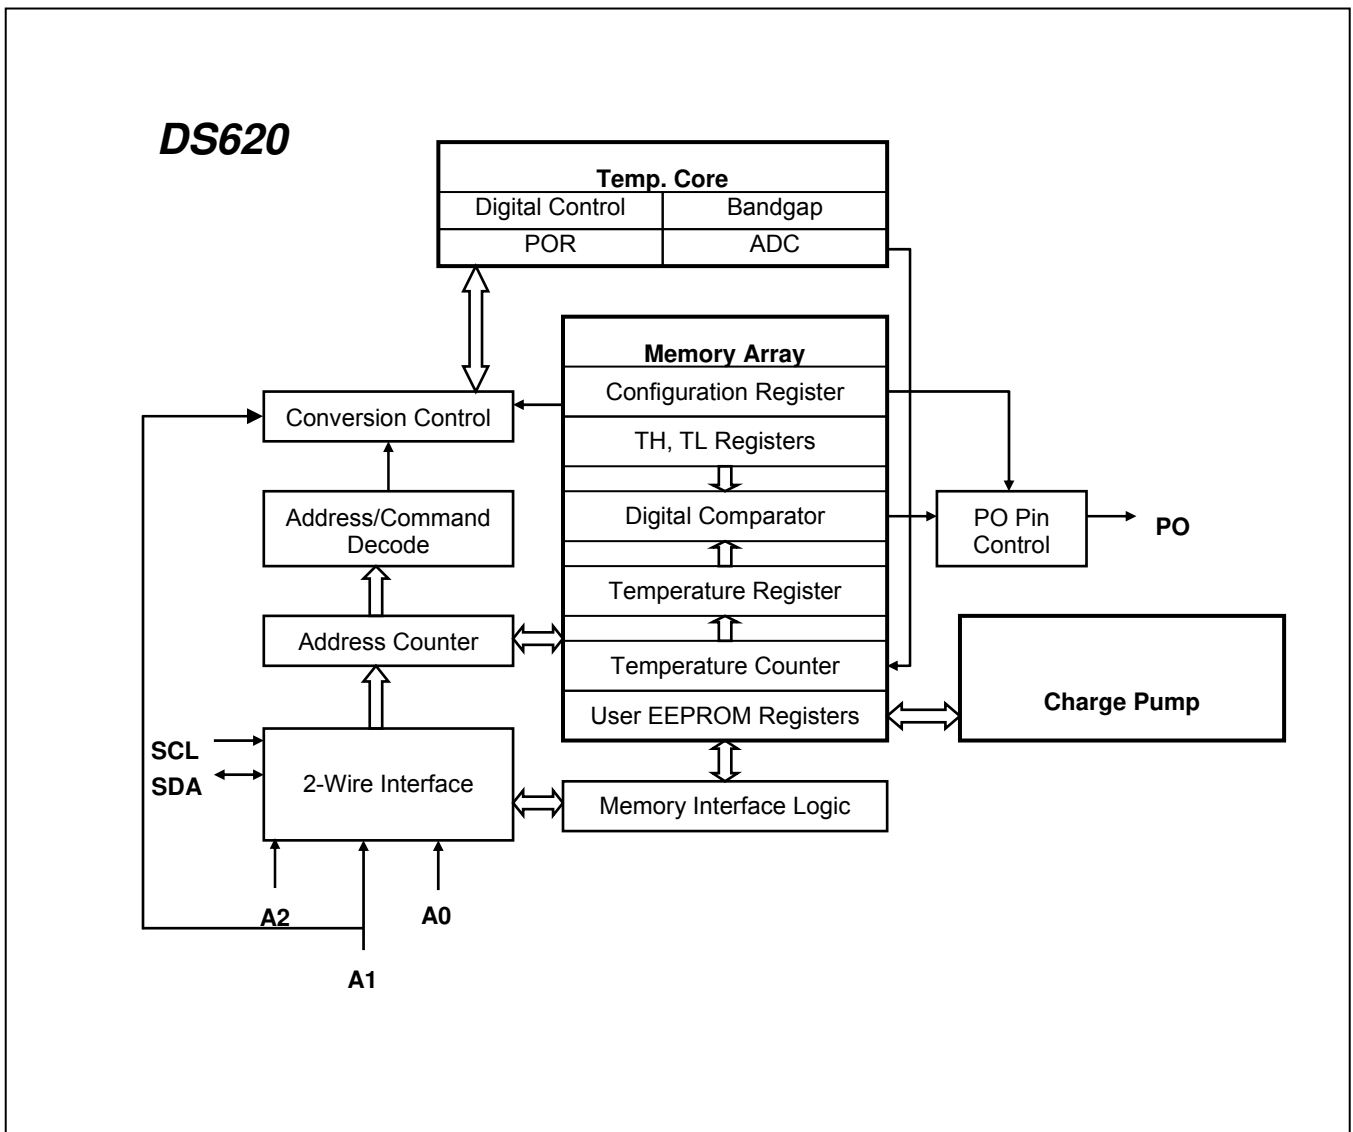 DS620
Temp. Core
Digital Control
Bandgap
POR
ADC
Memory Array
Configuration Register
TH, TL Registers
Digital Comparator
Temperature Register
Temperature Counter
User EEPROM Registers
Conversion Control
Address/Command
Decode
Address Counter
2-Wire Interface
Memory Interface Logic
PO Pin
Control
PO
Charge Pump
SCL
SDA
A2
A0
A1